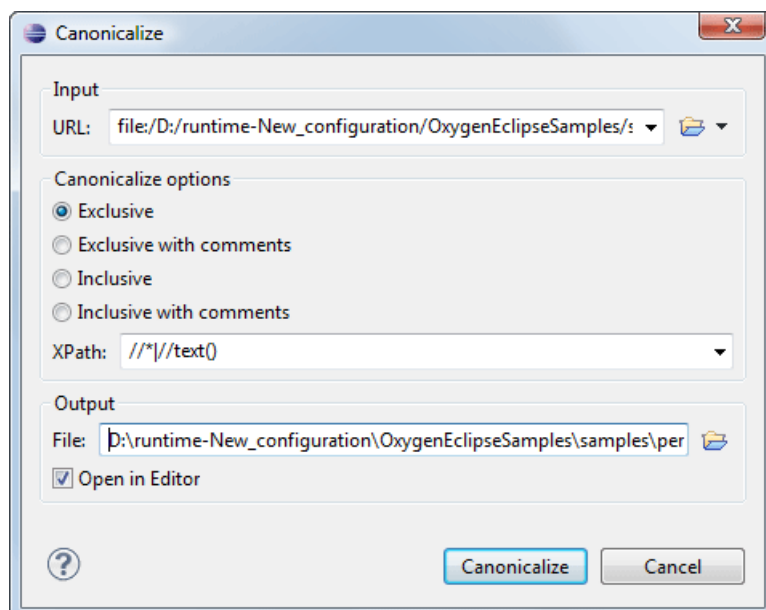 Canonicalize
Input
URL: file:/D:/runtime-New_configuration/OxygenEclipseSamples/s
Canonicalize options
Exclusive
Exclusive with comments
Inclusive
Inclusive with comments
XPath: //*|//text()
Output
File: D:\runtime-New_configuration\OxygenEclipseSamples\samples\per
Open in Editor
? Canonicalize Cancel